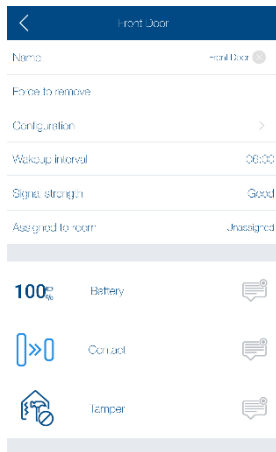 Front Door
Name Front Door
Force to remove
Configuration
Wakeup interval 06:00
Signal strength Good
Assigned to room Unassigned
100% Battery
Contact
Tamper